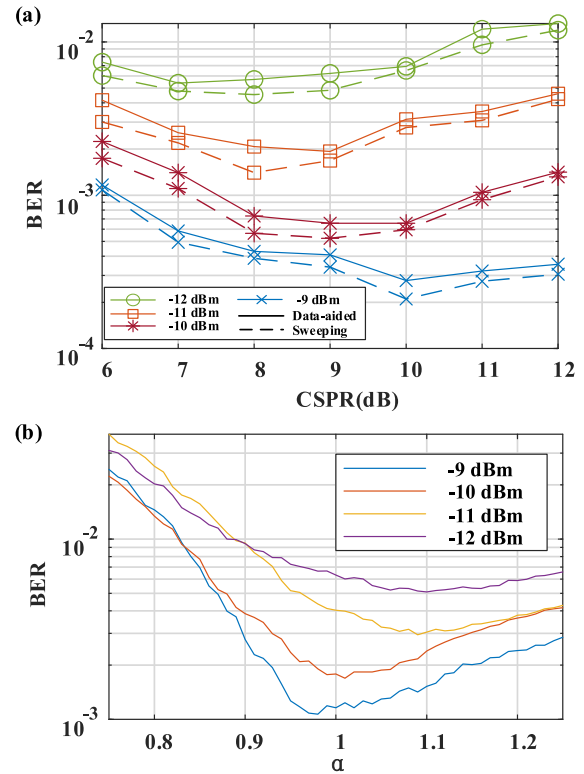 (a)
10⁻²
10⁻³
10⁻⁴
BER
-12 dBm
-11 dBm
-10 dBm
-9 dBm
Data-aided
Sweeping
6 7 8 9 10 11 12
CSPR(dB)
(b)
10⁻²
10⁻³
BER
-9 dBm
-10 dBm
-11 dBm
-12 dBm
0.8 0.9 1 1.1 1.2
α